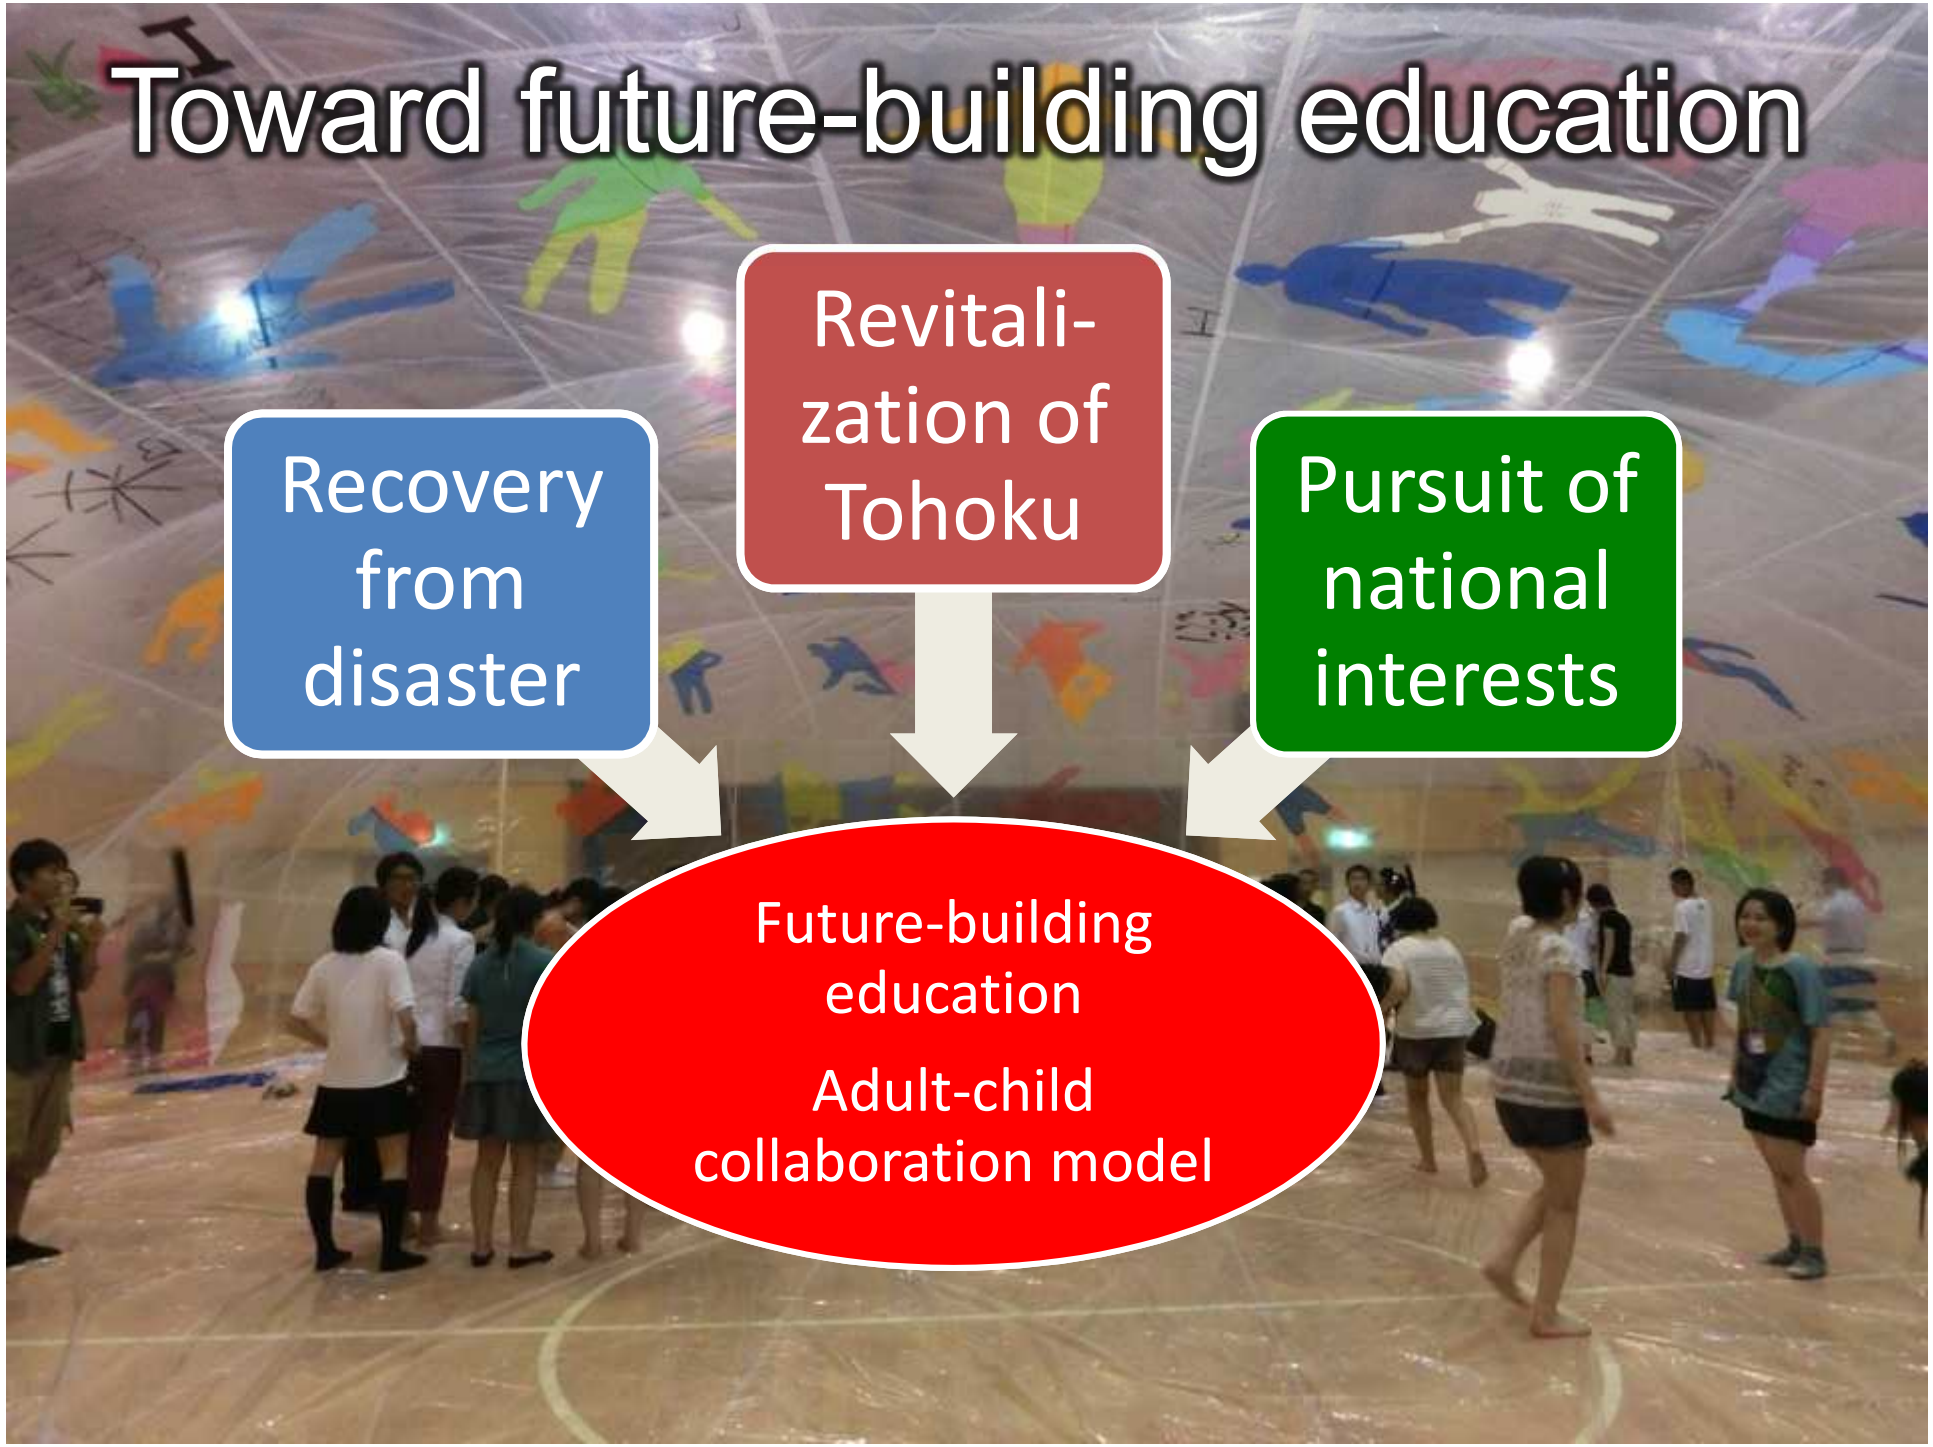 Toward future-building education
Revitali-
zation of
Tohoku
Recovery
from
disaster
Pursuit of
national
interests
Future-building
education
Adult-child
collaboration model